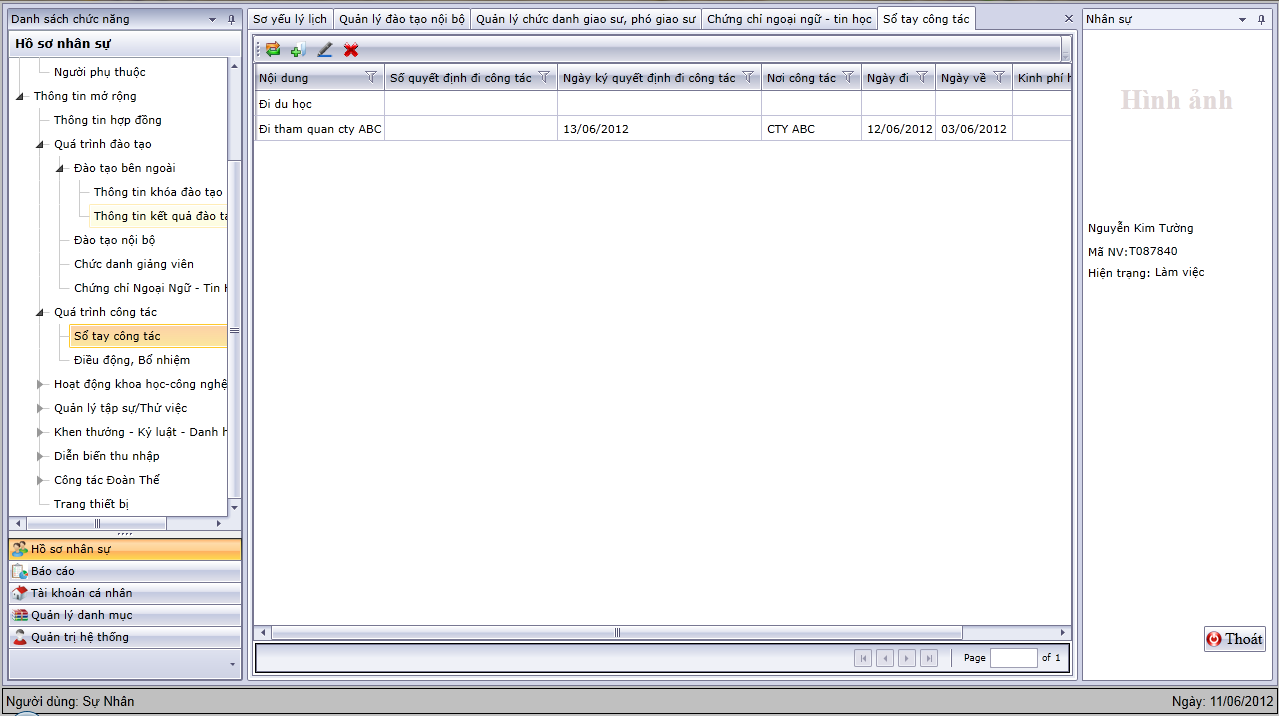 Danh sách chức năng
Hồ sơ nhân sự
Người phụ thuộc
Thông tin mở rộng
Thông tin hợp đồng
Quá trình đào tạo
Đào tạo bên ngoài
Thông tin khóa đào tạo
Thông tin kết quả đào tạ
Đào tạo nội bộ
Chức danh giảng viên
Chứng chỉ Ngoại Ngữ - Tin H
Quá trình công tác
Sổ tay công tác
Điều động, Bổ nhiệm
Hoạt động khoa học-công nghệ
Quản lý tập sự/Thử việc
Khen thưởng - Kỷ luật - Danh h
Diễn biến thu nhập
Công tác Đoàn Thể
Trang thiết bị
Hồ sơ nhân sự
Báo cáo
Tài khoản cá nhân
Quản lý danh mục
Quản trị hệ thống
Sơ yếu lý lịch Quản lý đào tạo nội bộ Quản lý chức danh giao sư, phó giao sư Chứng chỉ ngoại ngữ - tin học Sổ tay công tác
Nội dung Số quyết định đi công tác Ngày ký quyết định đi công tác Nơi công tác Ngày đi Ngày về Kinh phí h
Đi du học
Đi tham quan cty ABC 13/06/2012 CTY ABC 12/06/2012 03/06/2012
Page of 1
Nhân sự
Hình ảnh
Nguyễn Kim Tường
Mã NV:T087840
Hiện trạng: Làm việc
Thoát
Người dùng: Sự Nhân
Ngày: 11/06/2012